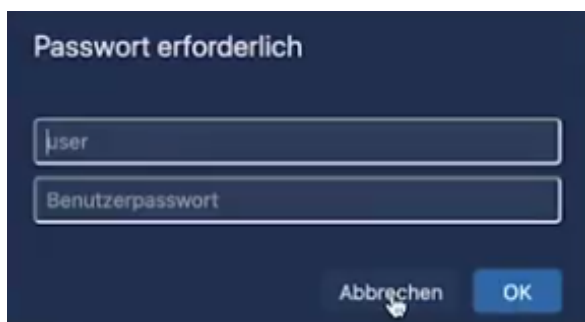 Passwort erforderlich
user
Benutzerpasswort
Abbrechen OK